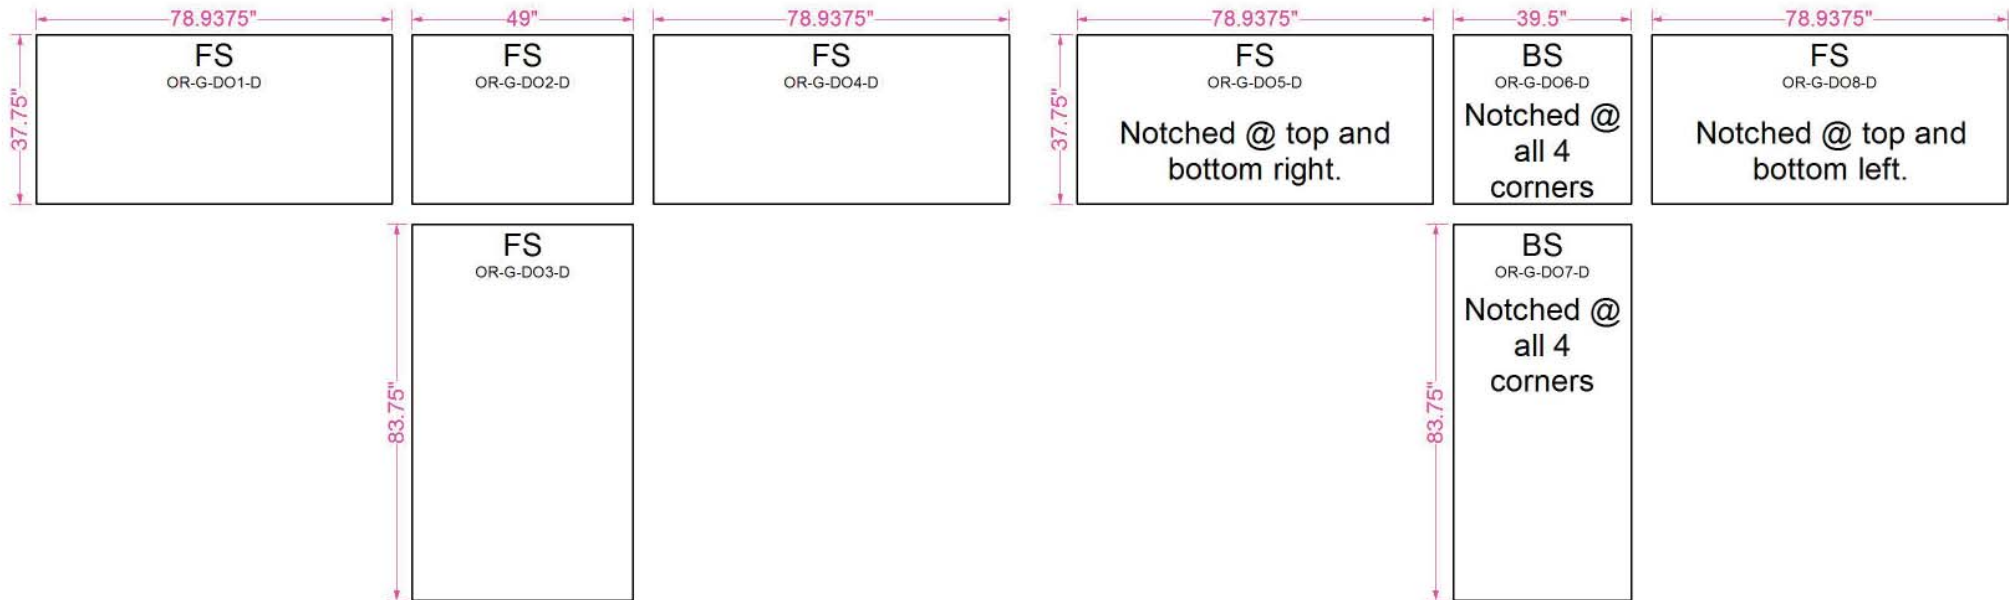 78.9375"
49"
78.9375"
78.9375"
39.5"
78.9375"
37.75"
FS
OR-G-DO1-D
FS
OR-G-DO2-D
FS
OR-G-DO4-D
37.75"
FS
OR-G-DO5-D
Notched @ top and
bottom right.
BS
OR-G-DO6-D
Notched @
all 4
corners
FS
OR-G-DO8-D
Notched @ top and
bottom left.
83.75"
FS
OR-G-DO3-D
83.75"
BS
OR-G-DO7-D
Notched @
all 4
corners